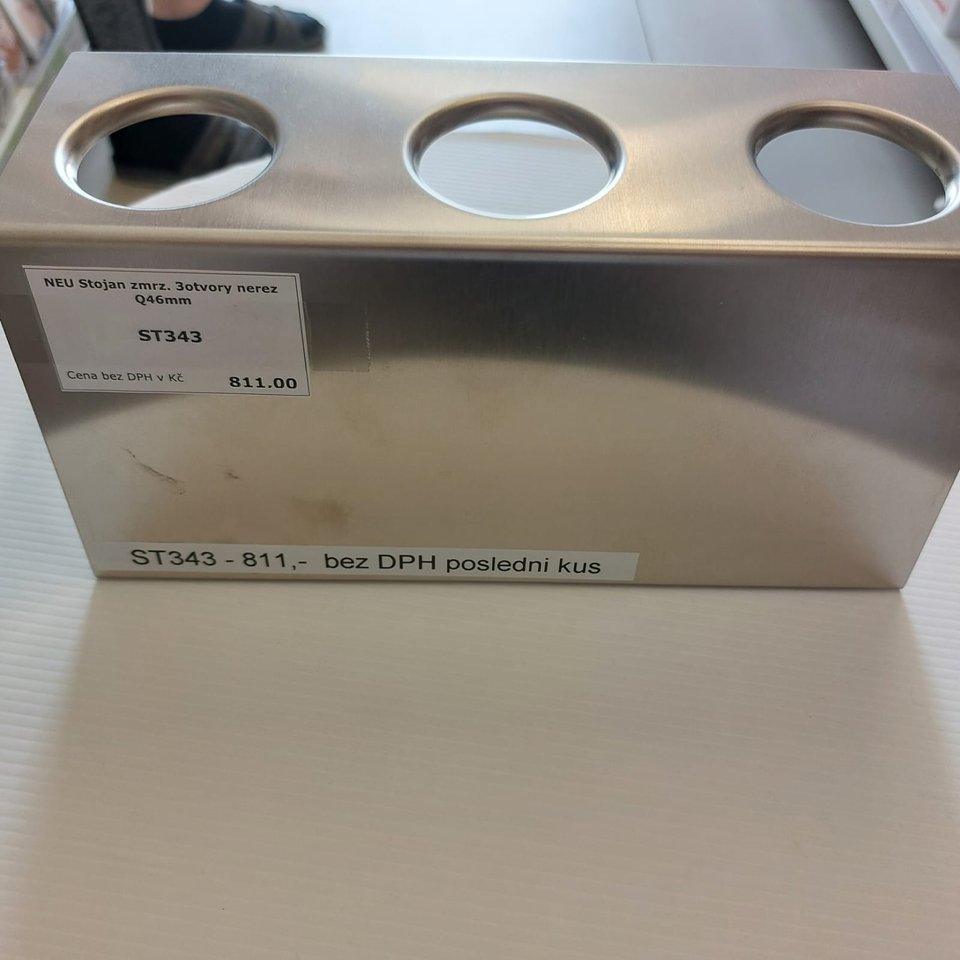 NEU Stojan zmrz. 3otvory nerez
Q46mm
ST343
Cena bez DPH v Kč 811.00
ST343 - 811,- bez DPH posledni kus